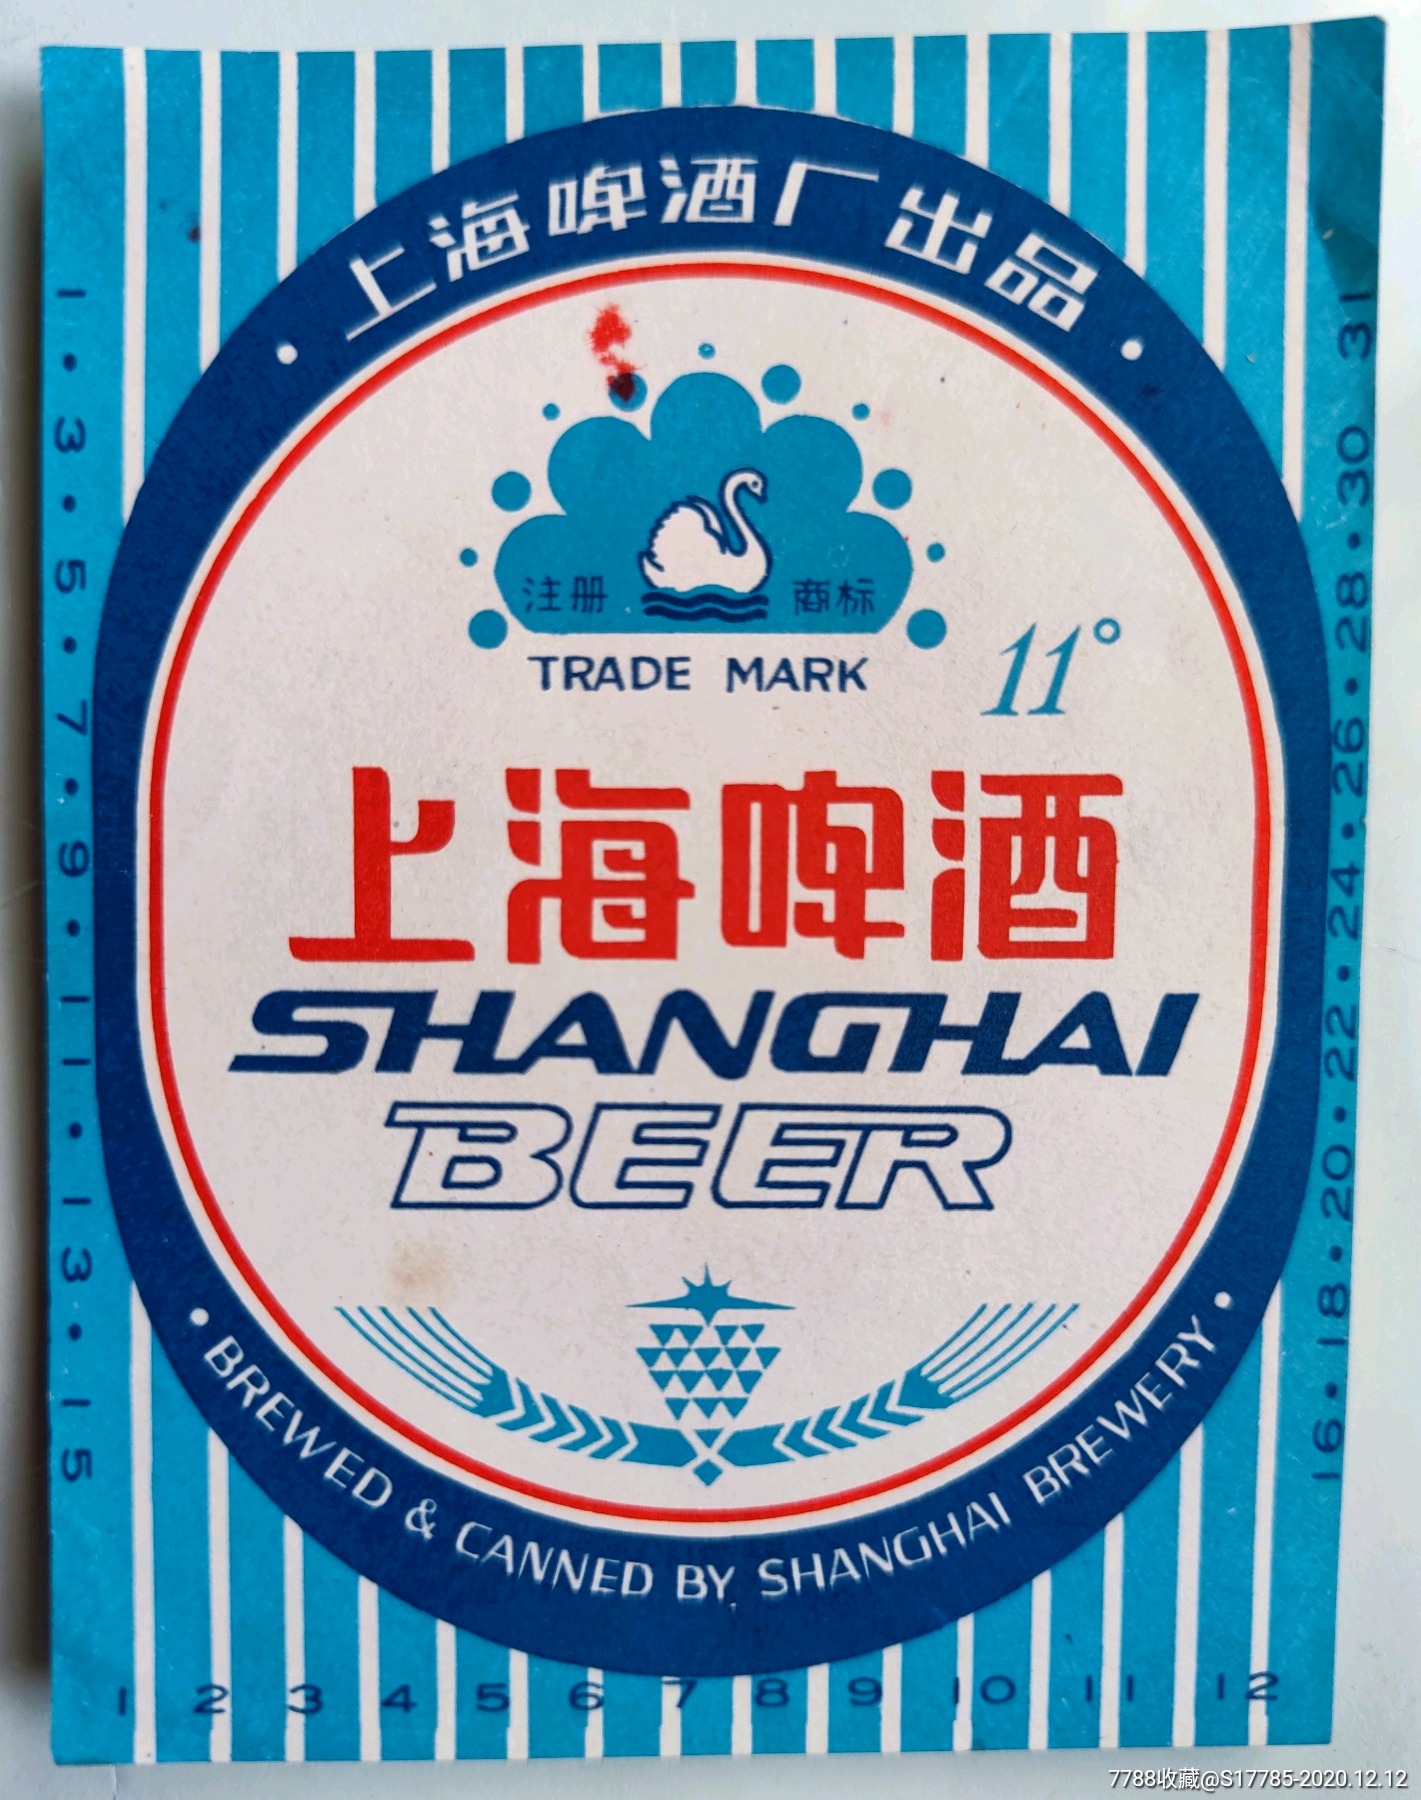 上海啤酒厂出品
注册 商标
TRADE MARK
11°
上海啤酒
SHANGHAI
BEER
• BREWED & CANNED BY SHANGHAI BREWERY •
1•3•5•7•9•11•13•15
16•18•20•22•24•26•28•30 31
1 2 3 4 5 6 7 8 9 10 11 12
7788收藏@S17785-2020.12.12